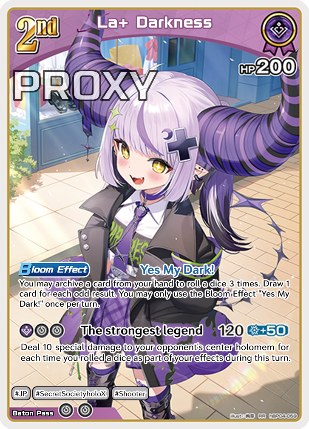 La+ Darkness
2nd
HP200
PROXY
Bloom Effect
Yes My Dark!
You may archive a card from your hand to roll a dice 3 times. Draw 1
card for each odd result. You may only use the Bloom Effect "Yes My
Dark!" once per turn.
The strongest legend 120 +50
Deal 10 special damage to your opponent's center holomem for
each time you rolled a dice as part of your effects during this turn.
#JP #SecretSocietyholoX #Shooter
Baton Pass